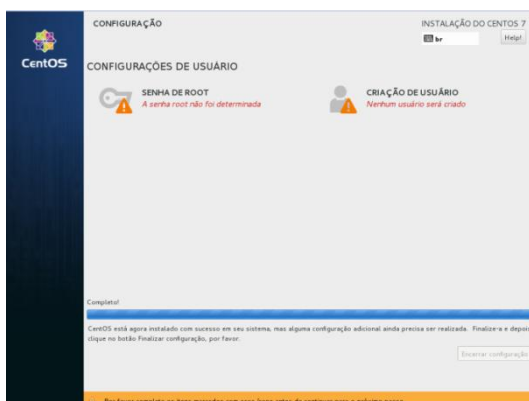 CONFIGURAÇÃO
INSTALAÇÃO DO CENTOS 7
br
Help!
CentOS
CONFIGURAÇÕES DE USUÁRIO
SENHA DE ROOT
A senha root não foi determinada
CRIAÇÃO DE USUÁRIO
Nenhum usuário será criado
Completo!
CentOS está agora instalado com sucesso em seu sistema, mas alguma configuração adicional ainda precisa ser realizada. Finalize-a e depois
clique no botão Finalizar configuração, por favor.
Encerrar configuração